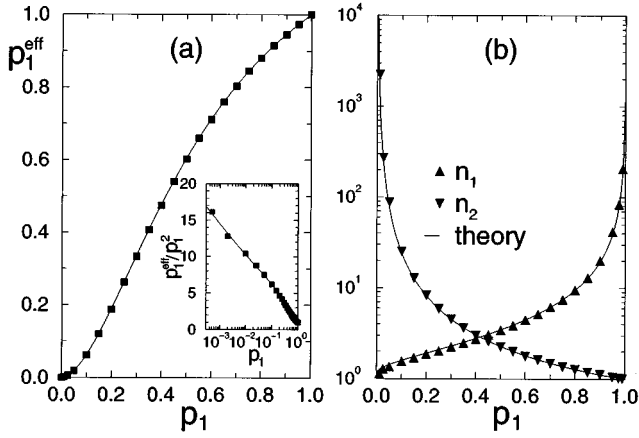 1.0
0.8
0.6
0.4
0.2
0.0
p₁ᵉᶠᶠ
(a)
0.0 0.2 0.4 0.6 0.8 1.0
p₁
20
15
10
5
0
p₁ᵉᶠᶠ/p₁²
10⁻³ 10⁻² 10⁻¹ 10⁰
p₁
(b)
10⁴
10³
10²
10¹
10⁰
n₁
n₂
theory
0.0 0.2 0.4 0.6 0.8 1.0
p₁